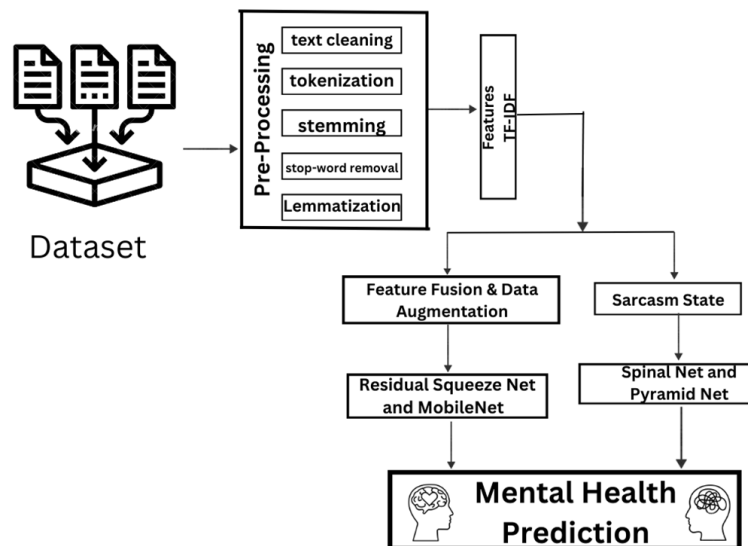 Dataset
Pre-Processing
text cleaning
tokenization
stemming
stop-word removal
Lemmatization
Features
TF-IDF
Feature Fusion & Data
Augmentation
Sarcasm State
Residual Squeeze Net
and MobileNet
Spinal Net and
Pyramid Net
Mental Health
Prediction